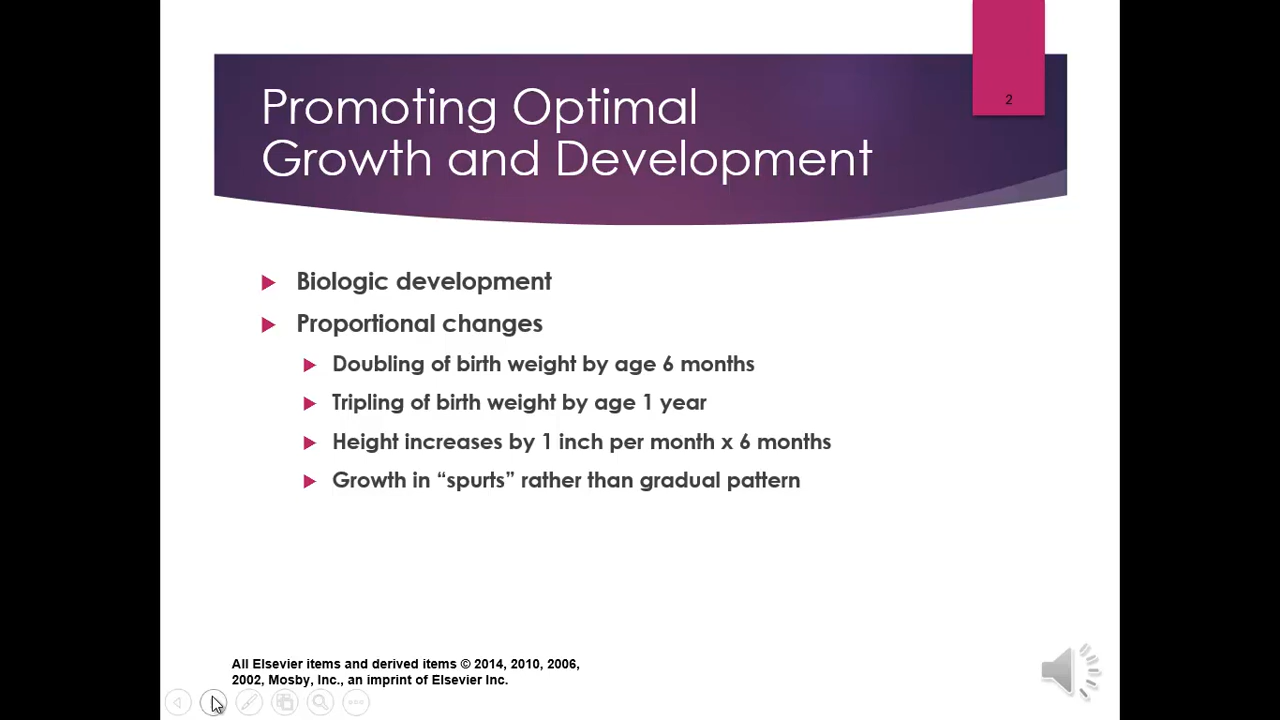 2
Promoting Optimal
Growth and Development
Biologic development
Proportional changes
Doubling of birth weight by age 6 months
Tripling of birth weight by age 1 year
Height increases by 1 inch per month x 6 months
Growth in “spurts” rather than gradual pattern
All Elsevier items and derived items © 2014, 2010, 2006,
2002, Mosby, Inc., an imprint of Elsevier Inc.